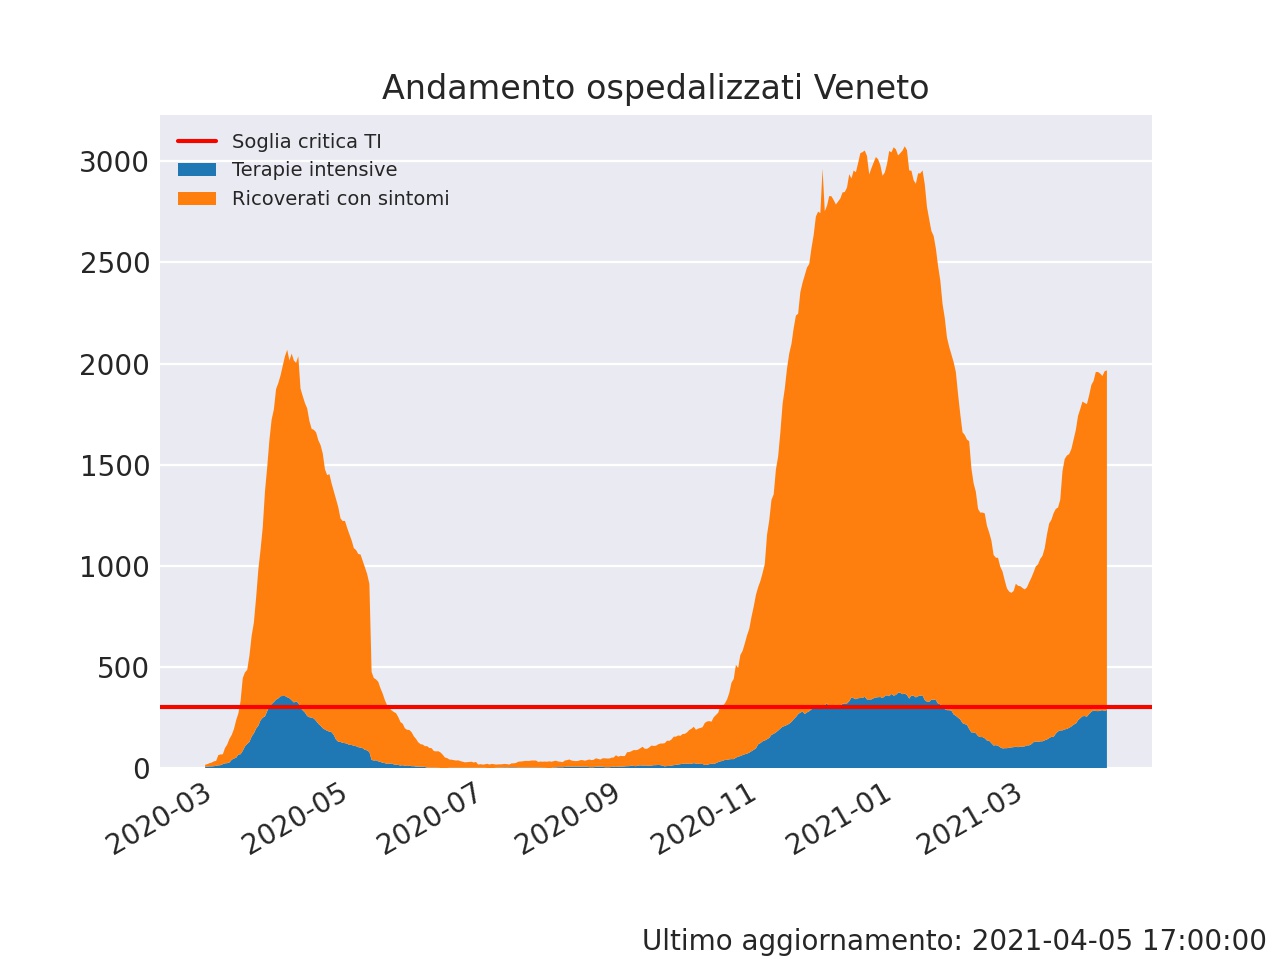 Andamento ospedalizzati Veneto
Soglia critica TI
Terapie intensive
Ricoverati con sintomi
3000
2500
2000
1500
1000
500
0
2020-03
2020-05
2020-07
2020-09
2020-11
2021-01
2021-03
Ultimo aggiornamento: 2021-04-05 17:00:00